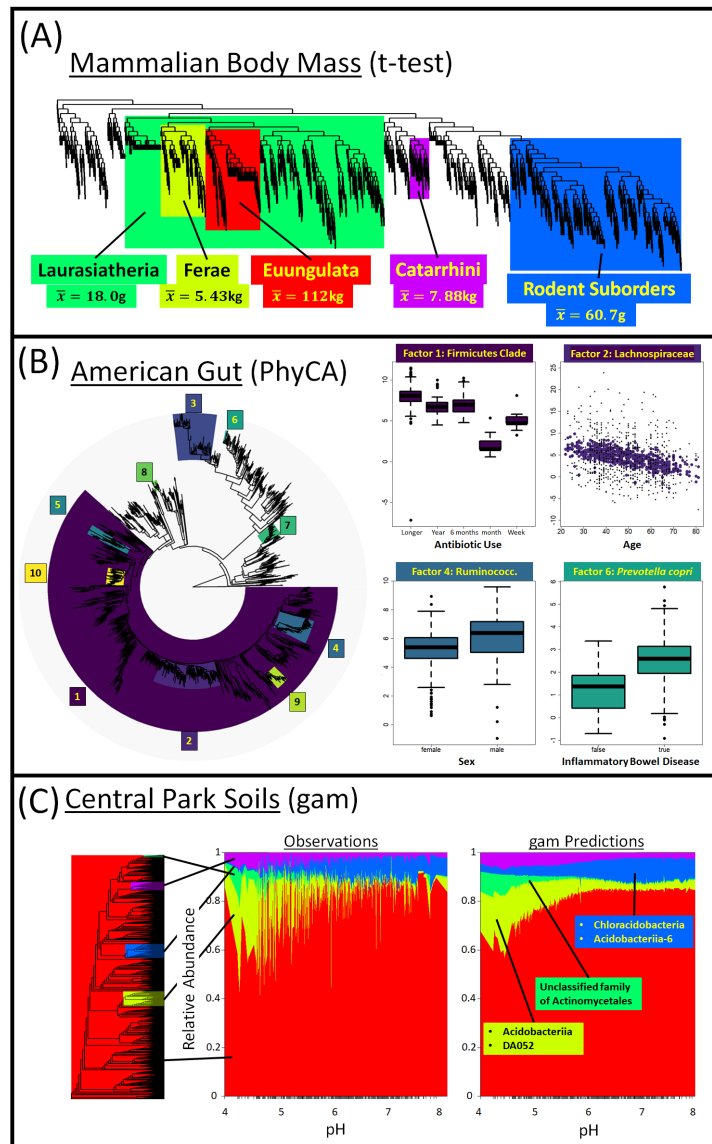 (A)
Mammalian Body Mass (t-test)
Laurasiatheria
x̅ = 18.0g
Ferae
x̅ = 5.43kg
Euungulata
x̅ = 112kg
Catarrhini
x̅ = 7.88kg
Rodent Suborders
x̅ = 60.7g
(B)
American Gut (PhyCA)
3
6
8
5
7
10
4
1
9
2
Factor 1: Firmicutes Clade
10
5
0
5
Longer Year 6 months month Week
Antibiotic Use
Factor 2: Lachnospiraceae
25
20
15
10
5
0
-5
-10
20 30 40 50 60 70 80
Age
Factor 4: Ruminococc.
10
8
6
4
2
0
female male
Sex
Factor 6: Prevotella copri
6
5
4
3
2
1
0
-1
false true
Inflammatory Bowel Disease
(C) Central Park Soils (gam)
Observations
Relative Abundance
1
0.8
0.6
0.4
0.2
0
4 5 6 7 8
pH
gam Predictions
1
0.8
0.6
0.4
0.2
0
• Chloracidobacteria
• Acidobacteriia-6
Unclassified family
of Actinomycetales
• Acidobacteriia
• DA052
4 5 6 7 8
pH